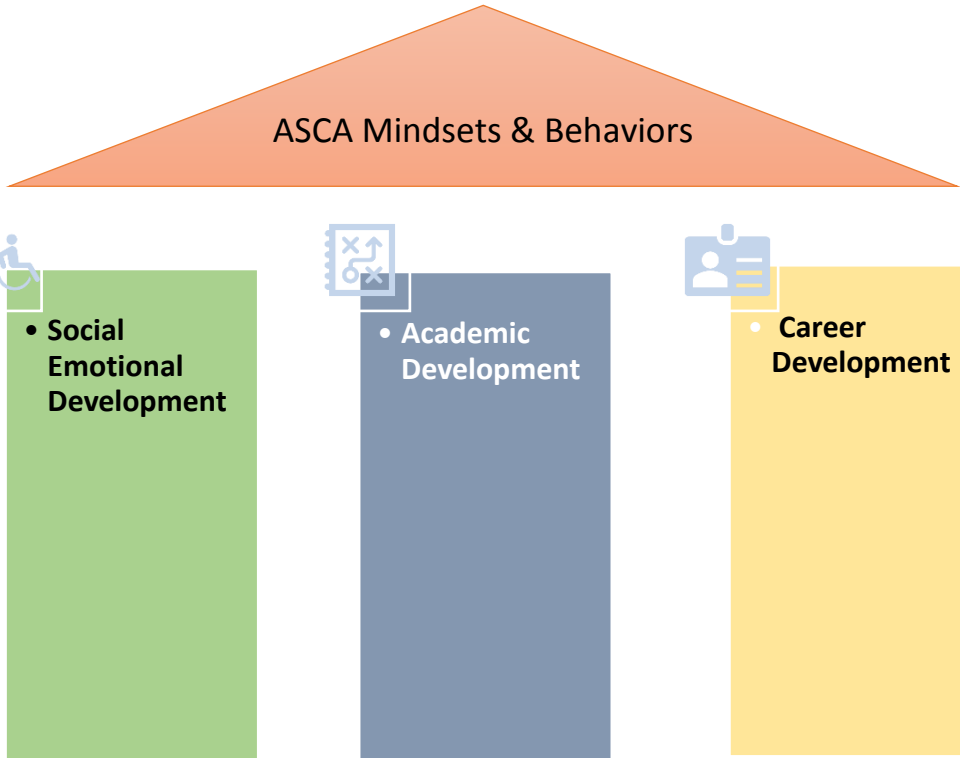 ASCA Mindsets & Behaviors
• Social
Emotional
Development
• Academic
Development
• Career
Development